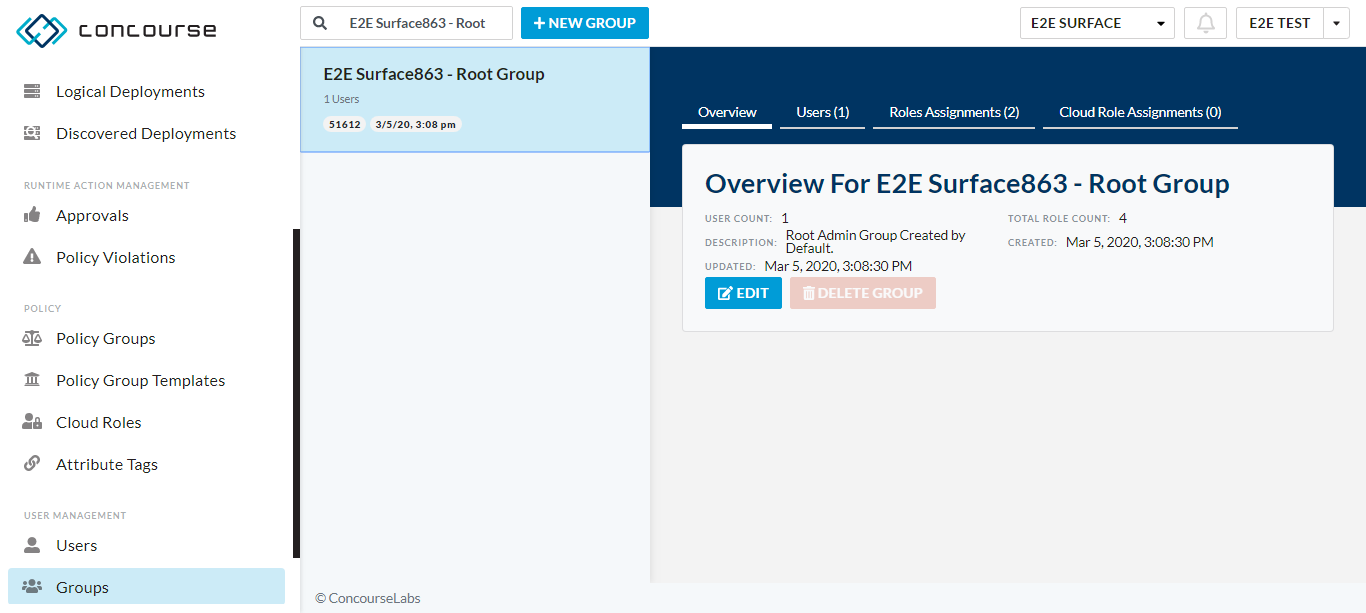 concourse
Logical Deployments
Discovered Deployments
RUNTIME ACTION MANAGEMENT
Approvals
Policy Violations
POLICY
Policy Groups
Policy Group Templates
Cloud Roles
Attribute Tags
USER MANAGEMENT
Users
Groups
E2E Surface863 - Root
+ NEW GROUP
E2E SURFACE
E2E TEST
E2E Surface863 - Root Group
1 Users
51612 3/5/20, 3:08 pm
Overview
Users (1)
Roles Assignments (2)
Cloud Role Assignments (0)
Overview For E2E Surface863 - Root Group
USER COUNT: 1
TOTAL ROLE COUNT: 4
DESCRIPTION: Root Admin Group Created by
Default.
CREATED: Mar 5, 2020, 3:08:30 PM
UPDATED: Mar 5, 2020, 3:08:30 PM
EDIT
DELETE GROUP
© ConcourseLabs